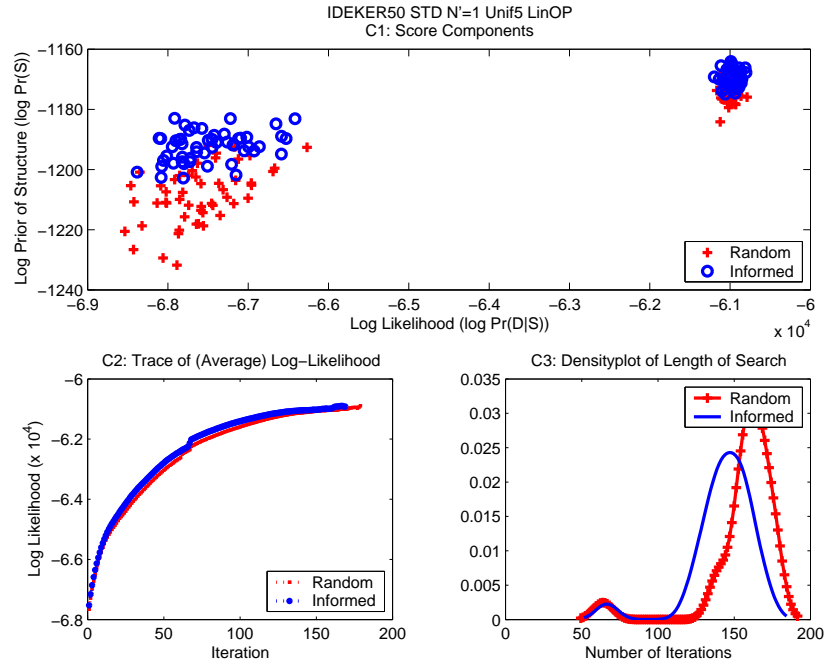 IDEKER50 STD N'=1 Unif5 LinOP
C1: Score Components
Log Prior of Structure (log Pr(S))
−1160
−1180
−1200
−1220
−1240
Random
Informed
−6.9 −6.8 −6.7 −6.6 −6.5 −6.4 −6.3 −6.2 −6.1 −6
Log Likelihood (log Pr(D|S))
x 10^4
C2: Trace of (Average) Log−Likelihood
Log Likelihood (x 10^4)
−6
−6.2
−6.4
−6.6
−6.8
Random
Informed
0 50 100 150 200
Iteration
C3: Densityplot of Length of Search
0.035
0.03
0.025
0.02
0.015
0.01
0.005
0
Random
Informed
0 50 100 150 200
Number of Iterations